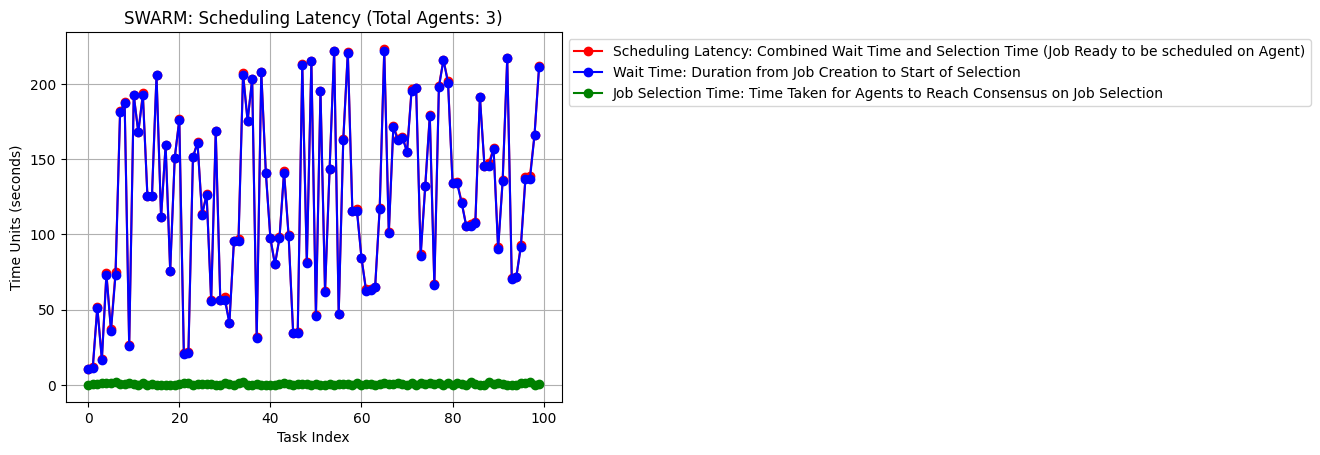 SWARM: Scheduling Latency (Total Agents: 3)
Scheduling Latency: Combined Wait Time and Selection Time (Job Ready to be scheduled on Agent)
Wait Time: Duration from Job Creation to Start of Selection
Job Selection Time: Time Taken for Agents to Reach Consensus on Job Selection
Time Units (seconds)
200
150
100
50
0
0 20 40 60 80 100
Task Index